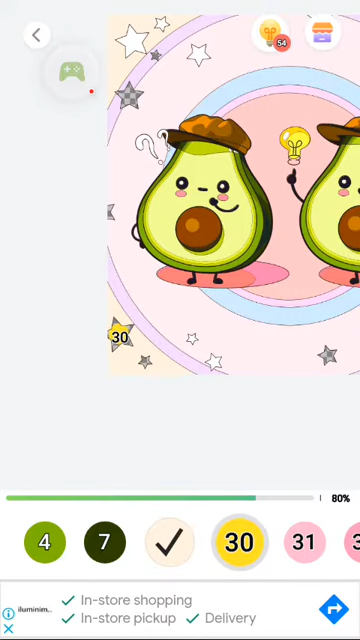 54
??
30
80%
4
7
30
31
iluminim...
In-store shopping
In-store pickup
Delivery